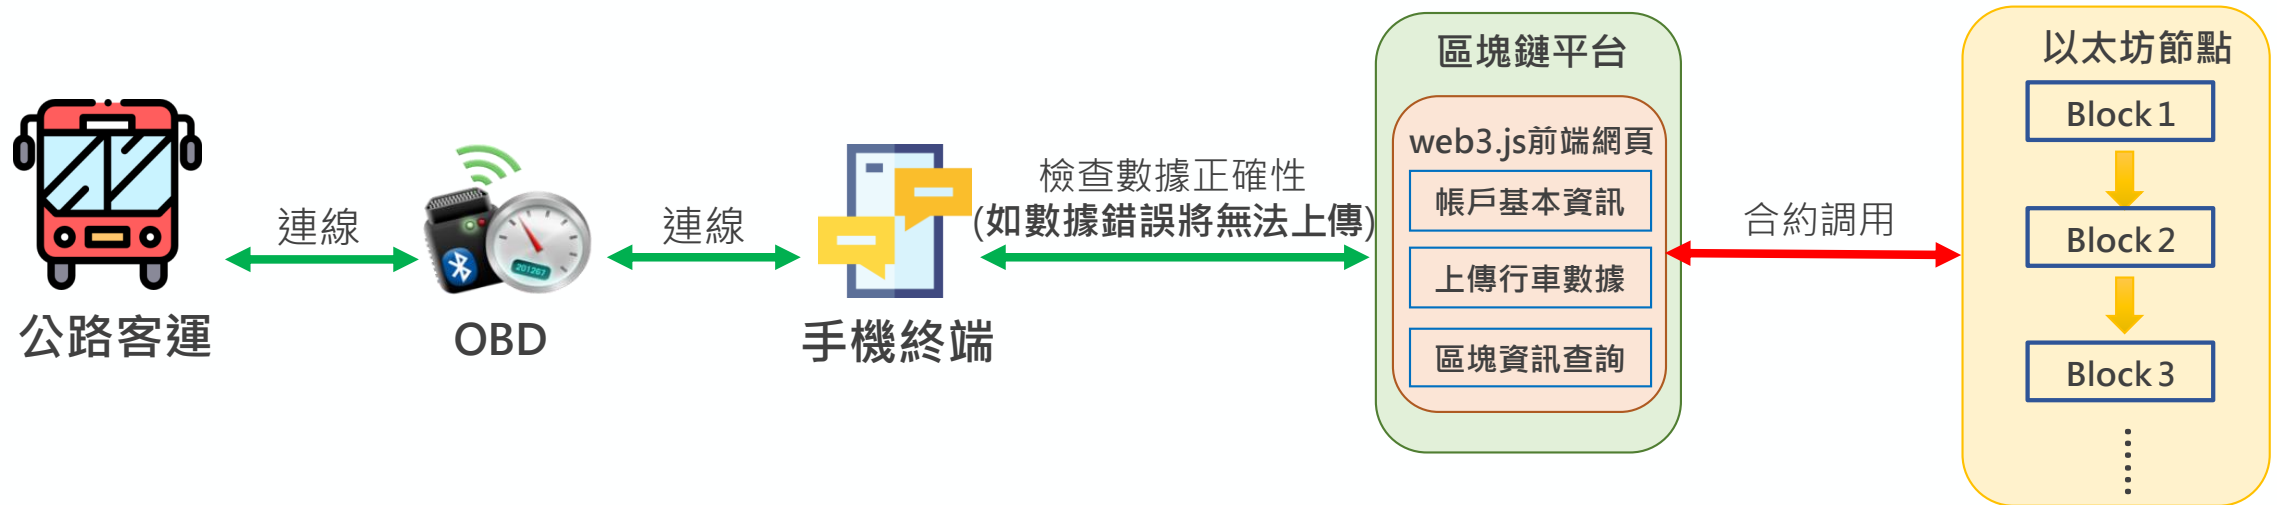 公路客運
連線
201267
OBD
連線
手機終端
檢查數據正確性
(如數據錯誤將無法上傳)
區塊鏈平台
web3.js前端網頁
帳戶基本資訊
上傳行車數據
區塊資訊查詢
合約調用
以太坊節點
Block 1
Block 2
Block 3